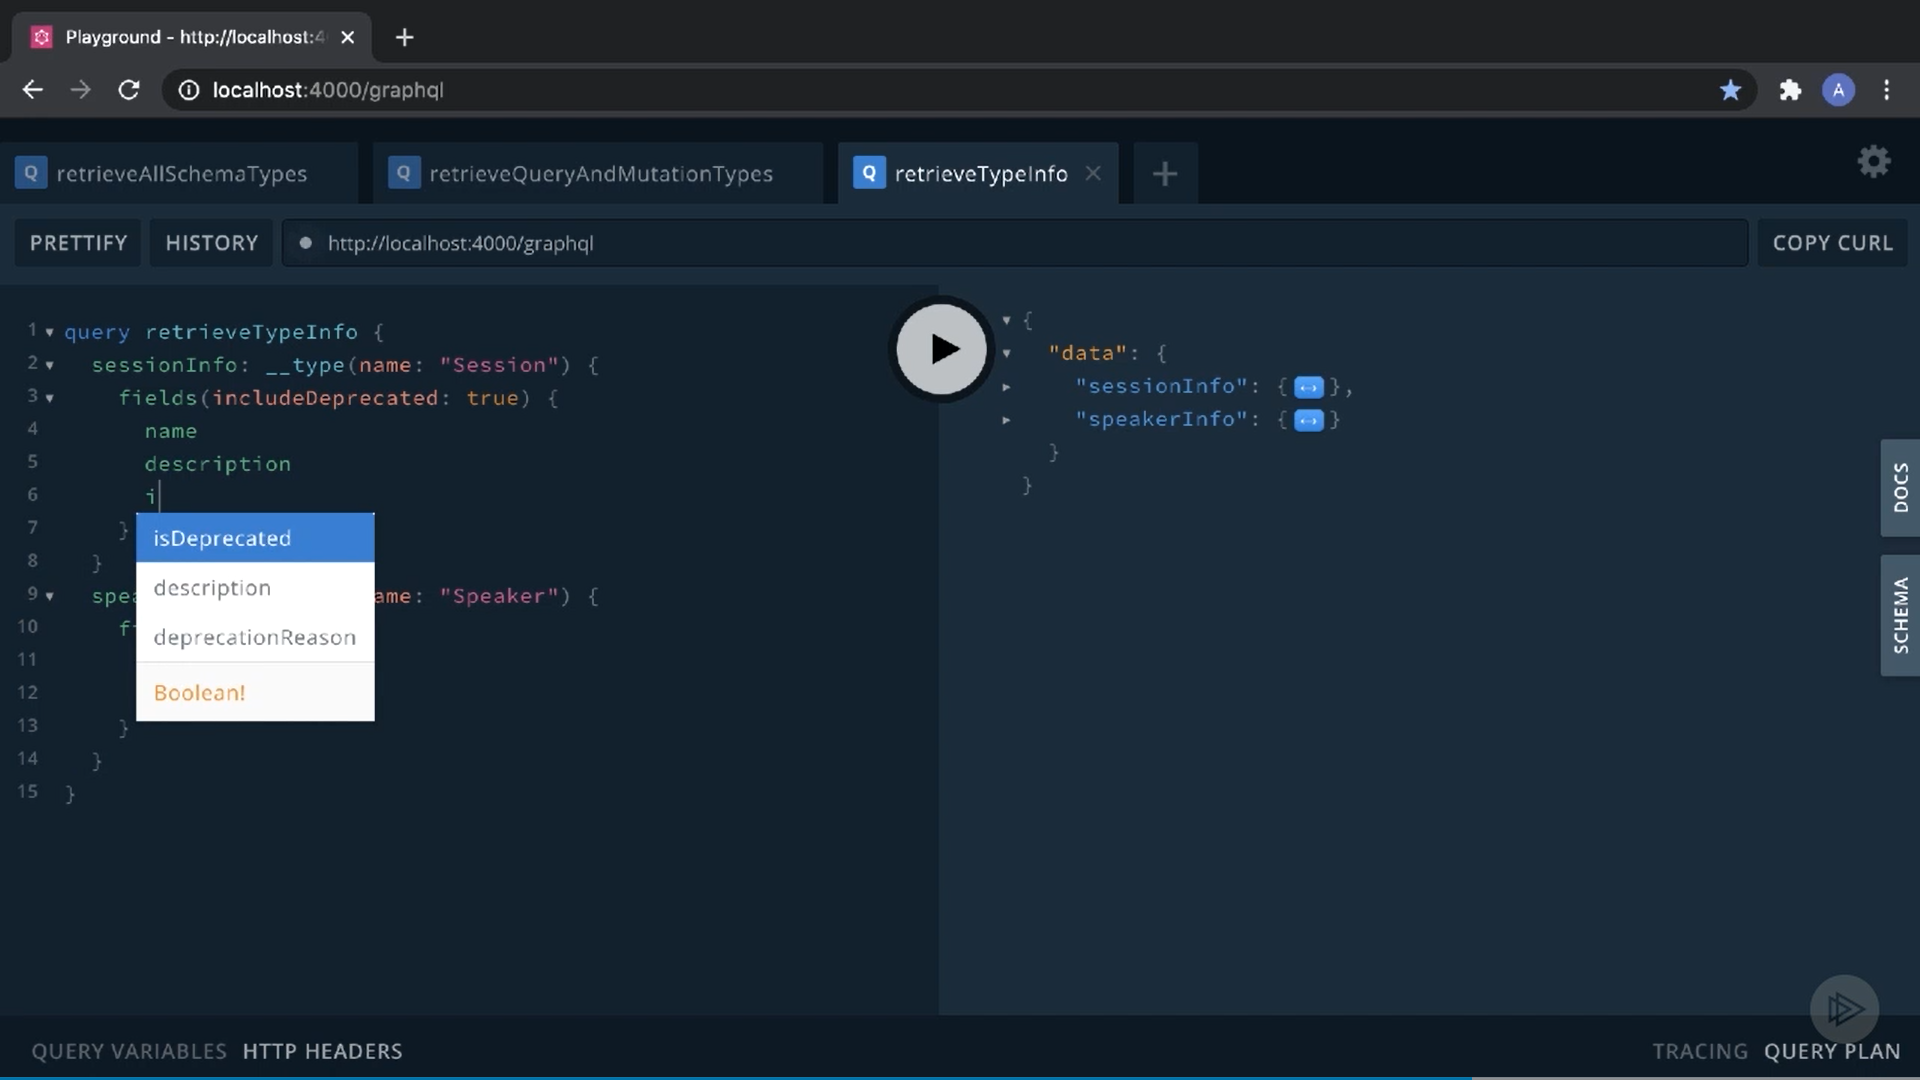 Playground - http://localhost:4
localhost:4000/graphql
A
Q retrieveAllSchemaTypes
Q retrieveQueryAndMutationTypes
Q retrieveTypeInfo
PRETTIFY
HISTORY
http://localhost:4000/graphql
COPY CURL
1 query retrieveTypeInfo {
2 sessionInfo: __type(name: "Session") {
3 fields(includeDeprecated: true) {
4 name
5 description
6 i
7 }
8 }
9 spea ame: "Speaker") {
10 f
11
12
13 }
14 }
15 }
isDeprecated
description
deprecationReason
Boolean!
{
"data": {
"sessionInfo": { },
"speakerInfo": { }
}
}
DOCS
SCHEMA
QUERY VARIABLES HTTP HEADERS
TRACING QUERY PLAN